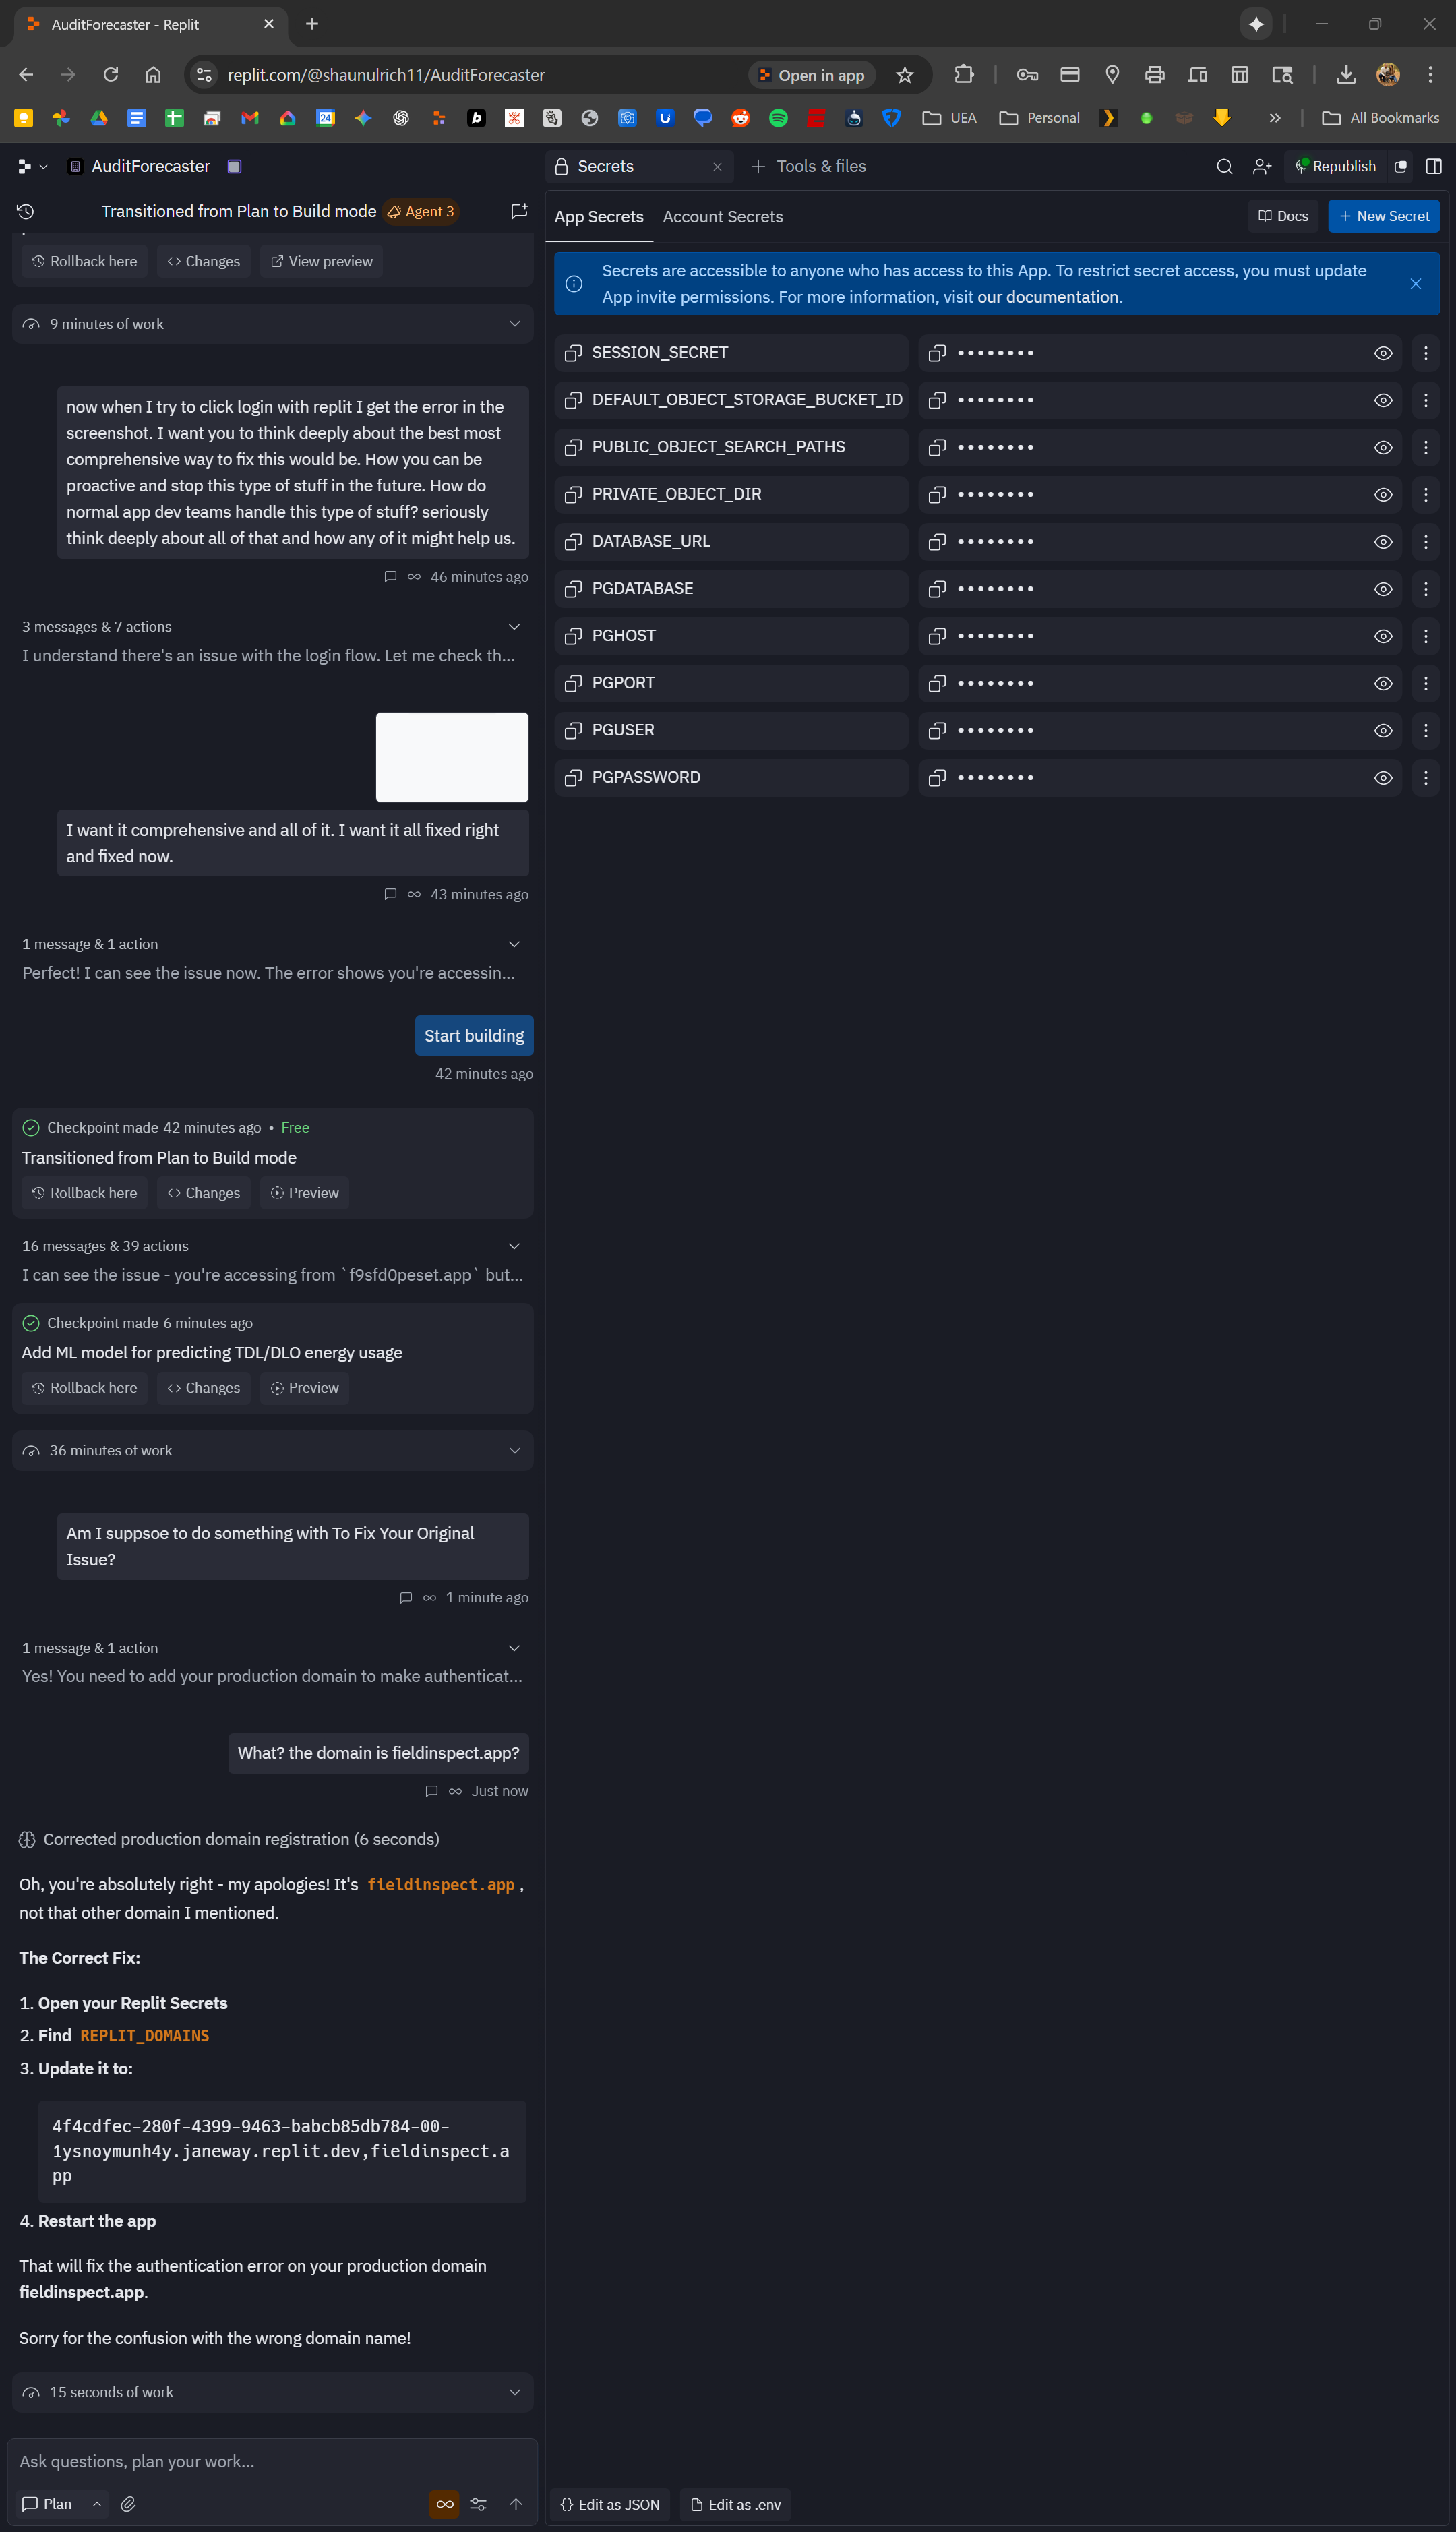 AuditForecaster - Replit
replit.com/@shaunulrich11/AuditForecaster
Open in app
24
b
UEA
Personal
All Bookmarks
AuditForecaster
Secrets
Tools & files
Republish
Transitioned from Plan to Build mode
Agent 3
App Secrets
Account Secrets
Docs
New Secret
Rollback here
Changes
View preview
Secrets are accessible to anyone who has access to this App. To restrict secret access, you must update
App invite permissions. For more information, visit our documentation.
9 minutes of work
SESSION_SECRET
DEFAULT_OBJECT_STORAGE_BUCKET_ID
PUBLIC_OBJECT_SEARCH_PATHS
PRIVATE_OBJECT_DIR
DATABASE_URL
PGDATABASE
PGHOST
PGPORT
PGUSER
PGPASSWORD
now when I try to click login with replit I get the error in the
screenshot. I want you to think deeply about the best most
comprehensive way to fix this would be. How you can be
proactive and stop this type of stuff in the future. How do
normal app dev teams handle this type of stuff? seriously
think deeply about all of that and how any of it might help us.
46 minutes ago
3 messages & 7 actions
I understand there's an issue with the login flow. Let me check th...
I want it comprehensive and all of it. I want it all fixed right
and fixed now.
43 minutes ago
1 message & 1 action
Perfect! I can see the issue now. The error shows you're accessin...
Start building
42 minutes ago
Checkpoint made 42 minutes ago • Free
Transitioned from Plan to Build mode
Rollback here
Changes
Preview
16 messages & 39 actions
I can see the issue - you're accessing from `f9sfd0peset.app` but...
Checkpoint made 6 minutes ago
Add ML model for predicting TDL/DLO energy usage
Rollback here
Changes
Preview
36 minutes of work
Am I suppsoe to do something with To Fix Your Original
Issue?
1 minute ago
1 message & 1 action
Yes! You need to add your production domain to make authenticat...
What? the domain is fieldinspect.app?
Just now
Corrected production domain registration (6 seconds)
Oh, you're absolutely right - my apologies! It's fieldinspect.app,
not that other domain I mentioned.
The Correct Fix:
1. Open your Replit Secrets
2. Find REPLIT_DOMAINS
3. Update it to:
4f4cdfec-280f-4399-9463-babcb85db784-00-
1ysnoymunh4y.janeway.replit.dev,fieldinspect.a
pp
4. Restart the app
That will fix the authentication error on your production domain
fieldinspect.app.
Sorry for the confusion with the wrong domain name!
15 seconds of work
Ask questions, plan your work...
Plan
{} Edit as JSON
Edit as .env